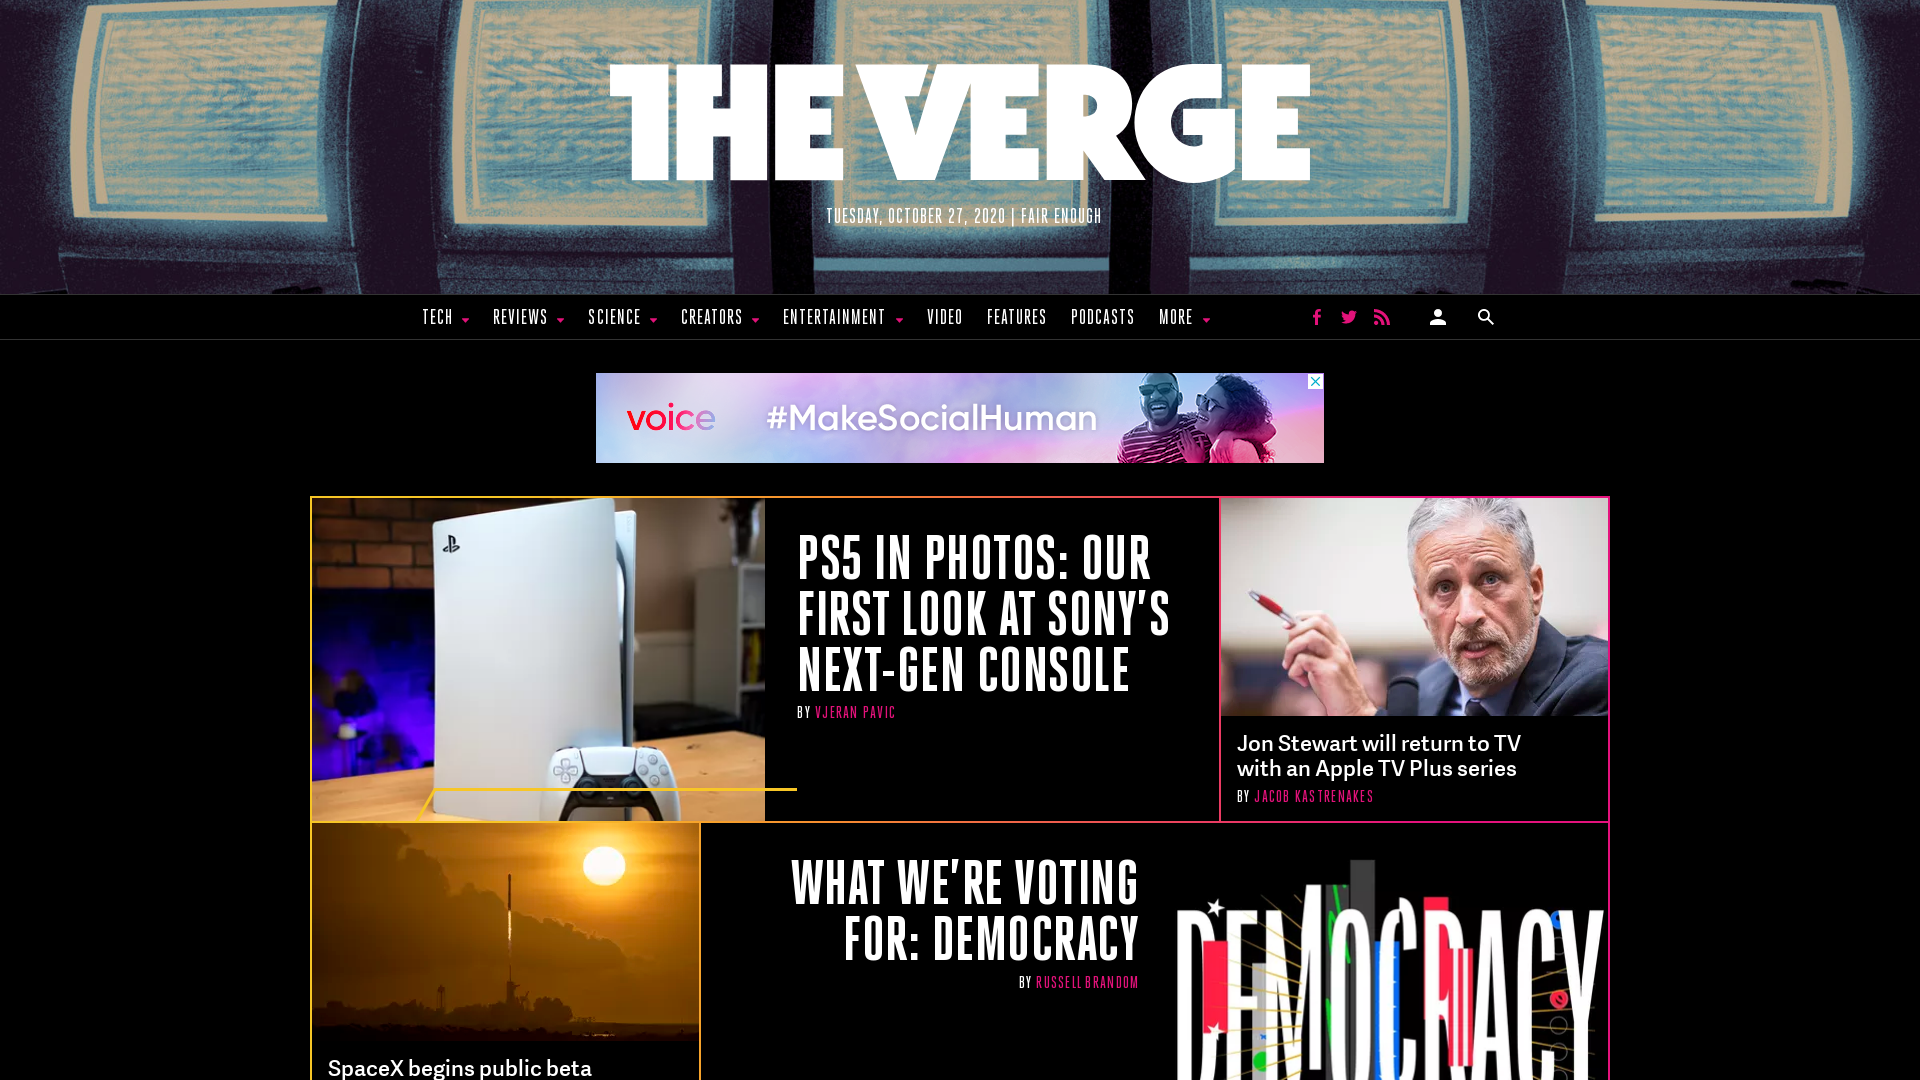 THE VERGE
TUESDAY, OCTOBER 27, 2020 | FAIR ENOUGH
TECH REVIEWS SCIENCE CREATORS ENTERTAINMENT VIDEO FEATURES PODCASTS MORE
voice #MakeSocialHuman
PS5 IN PHOTOS: OUR
FIRST LOOK AT SONY'S
NEXT-GEN CONSOLE
BY VJERAN PAVIC
Jon Stewart will return to TV
with an Apple TV Plus series
BY JACOB KASTRENAKES
SpaceX begins public beta
WHAT WE'RE VOTING
FOR: DEMOCRACY
BY RUSSELL BRANDOM
DEMOCRACY